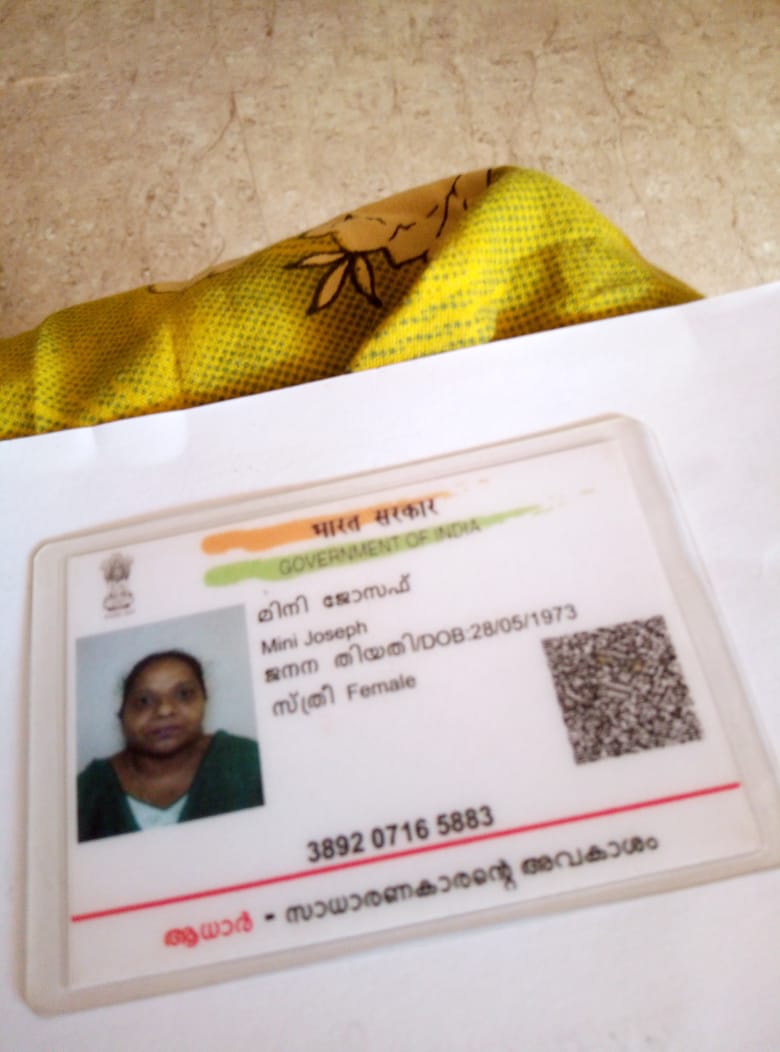 भारत सरकार
GOVERNMENT OF INDIA
മിനി ജോസഫ്
Mini Joseph
ജനന തിയതി/DOB:28/05/1973
സ്ത്രീ Female
3892 0716 5883
ആധാർ - സാധാരണകാരന്റെ അവകാശം